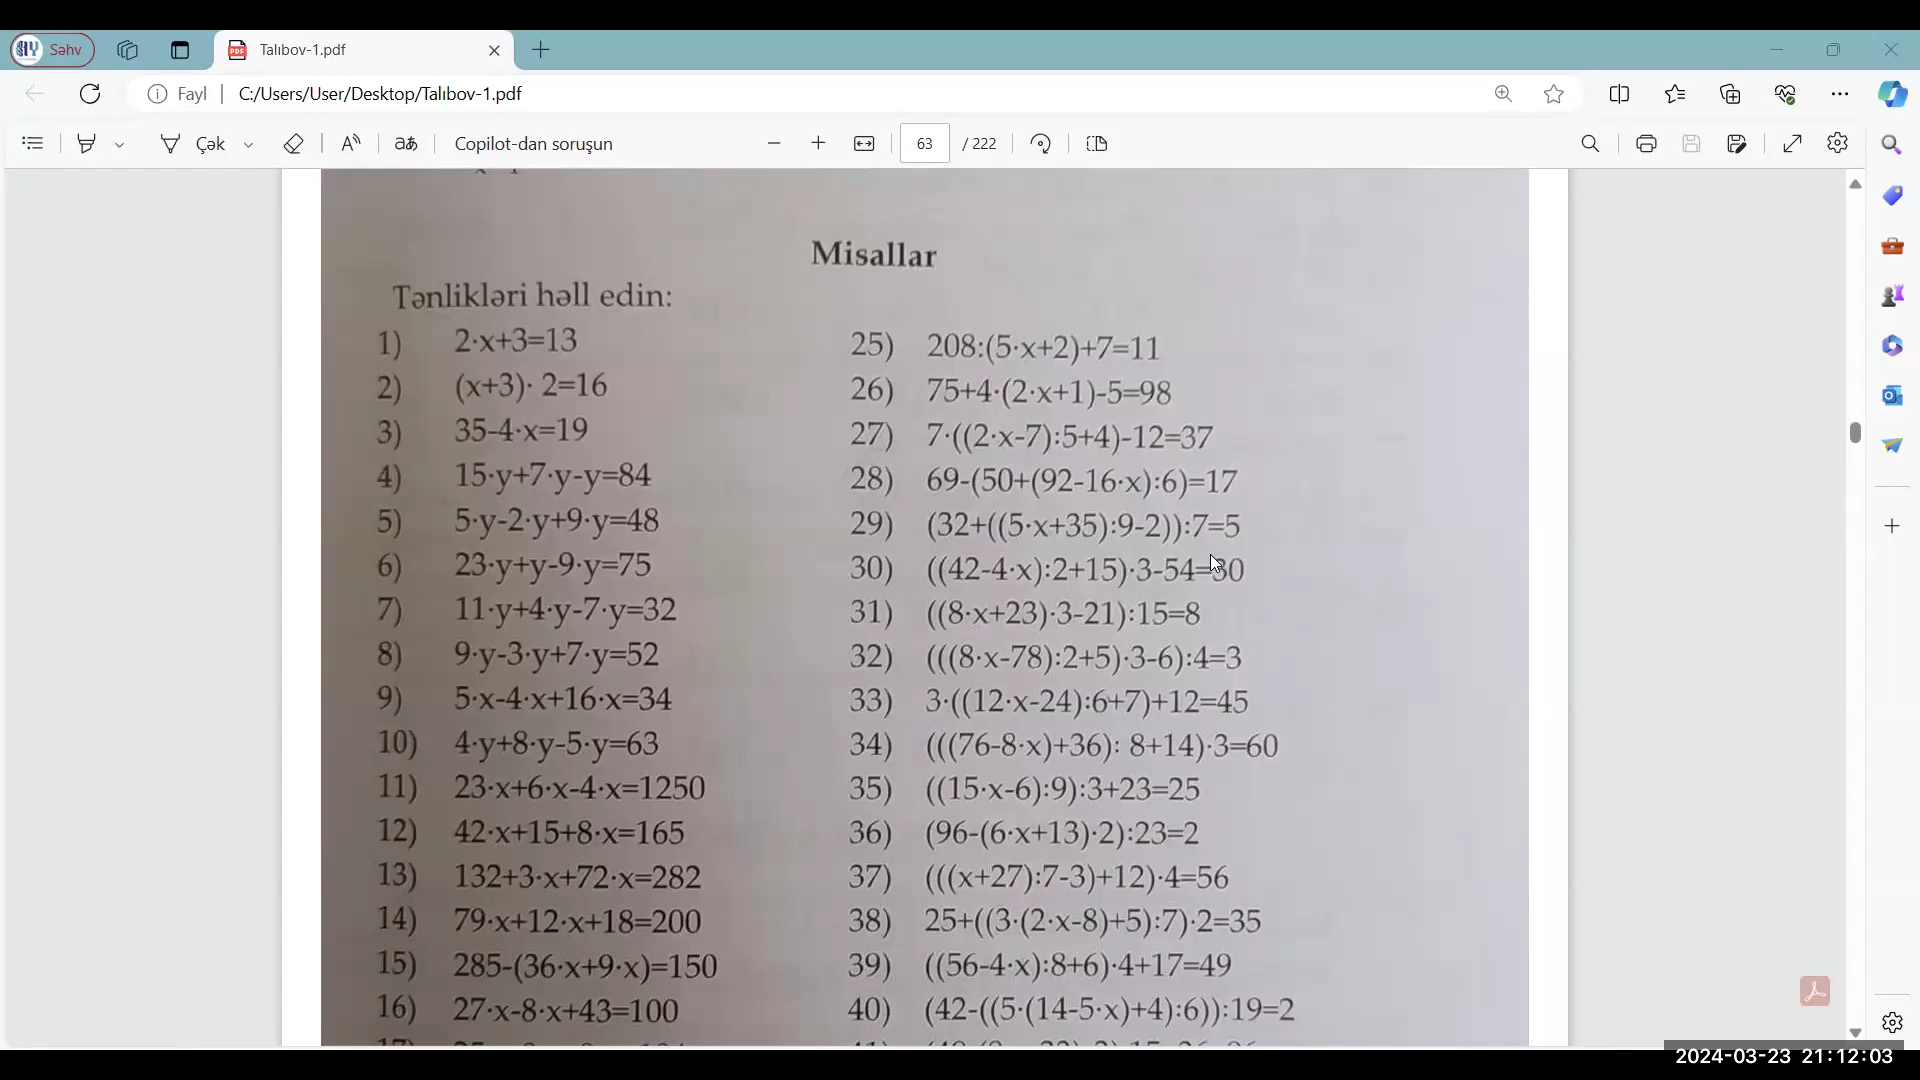 Səhv
Talıbov-1.pdf
Fayl
C:/Users/User/Desktop/Talıbov-1.pdf
Çək
aあ
Copilot-dan soruşun
63 / 222
Misallar
Tənlikləri həll edin:
1) 2·x+3=13
2) (x+3)· 2=16
3) 35-4·x=19
4) 15·y+7·y-y=84
5) 5·y-2·y+9·y=48
6) 23·y+y-9·y=75
7) 11·y+4·y-7·y=32
8) 9·y-3·y+7·y=52
9) 5·x-4·x+16·x=34
10) 4·y+8·y-5·y=63
11) 23·x+6·x-4·x=1250
12) 42·x+15+8·x=165
13) 132+3·x+72·x=282
14) 79·x+12·x+18=200
15) 285-(36·x+9·x)=150
16) 27·x-8·x+43=100
25) 208:(5·x+2)+7=11
26) 75+4·(2·x+1)-5=98
27) 7·((2·x-7):5+4)-12=37
28) 69-(50+(92-16·x):6)=17
29) (32+((5·x+35):9-2)):7=5
30) ((42-4·x):2+15)·3-54=30
31) ((8·x+23)·3-21):15=8
32) (((8·x-78):2+5)·3-6):4=3
33) 3·((12·x-24):6+7)+12=45
34) (((76-8·x)+36): 8+14)·3=60
35) ((15·x-6):9):3+23=25
36) (96-(6·x+13)·2):23=2
37) (((x+27):7-3)+12)·4=56
38) 25+((3·(2·x-8)+5):7)·2=35
39) ((56-4·x):8+6)·4+17=49
40) (42-((5·(14-5·x)+4):6)):19=2
2024-03-23 21:12:03